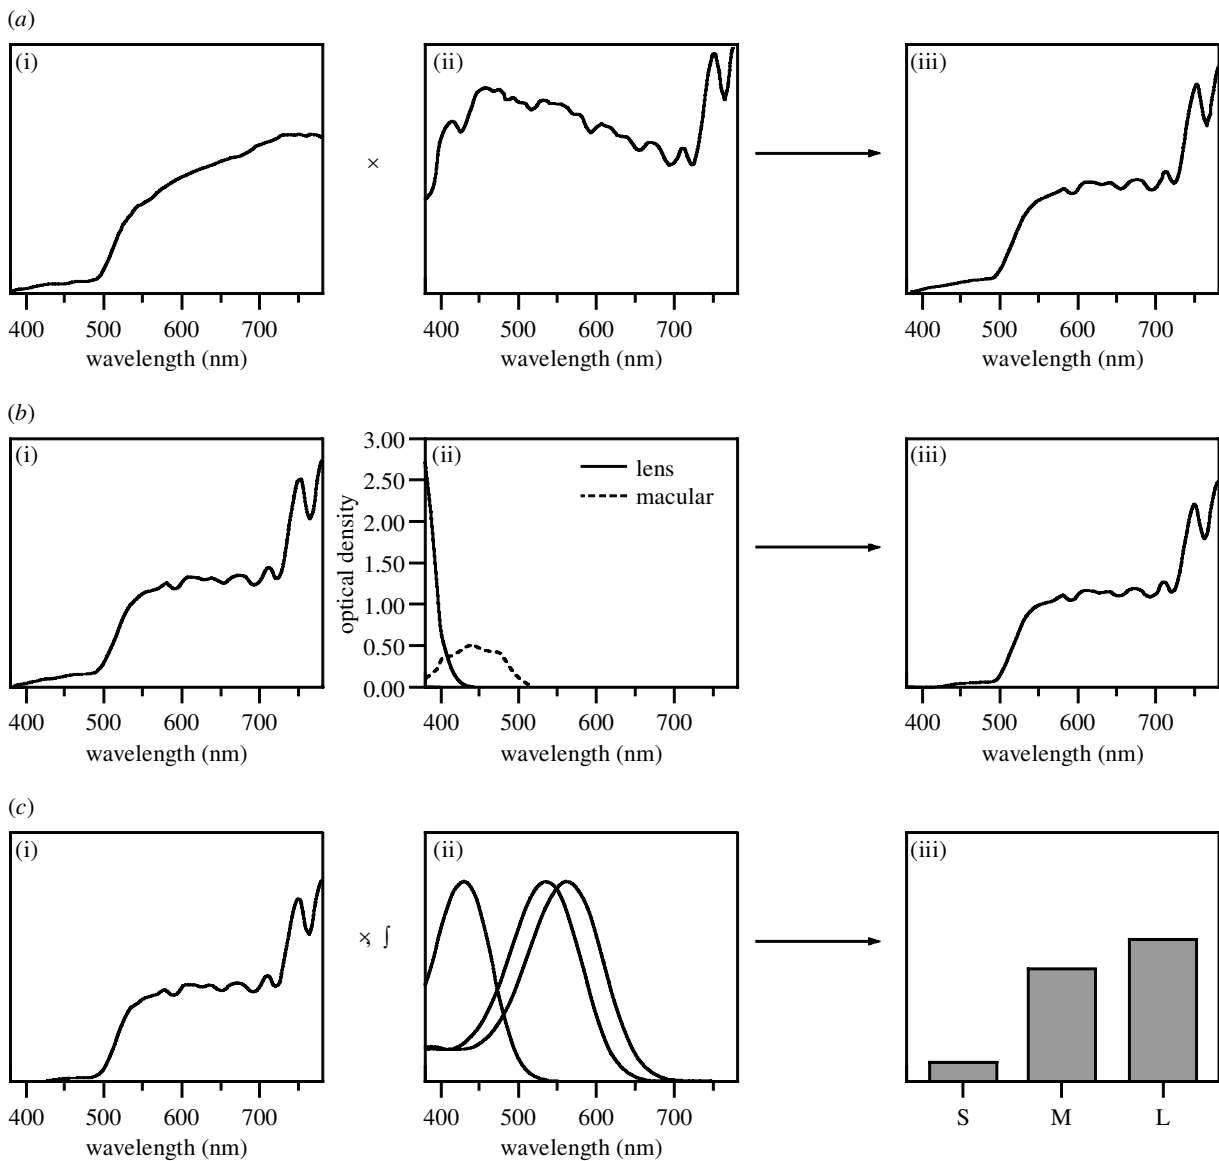 (a)
(i)
(ii)
(iii)
×
400 500 600 700
400 500 600 700
400 500 600 700
wavelength (nm)
wavelength (nm)
wavelength (nm)
(b)
(i)
(ii)
(iii)
optical density
3.00
2.50
2.00
1.50
1.00
0.50
0.00
lens
macular
400 500 600 700
400 500 600 700
400 500 600 700
wavelength (nm)
wavelength (nm)
wavelength (nm)
(c)
(i)
(ii)
(iii)
×, ∫
400 500 600 700
400 500 600 700
S M L
wavelength (nm)
wavelength (nm)